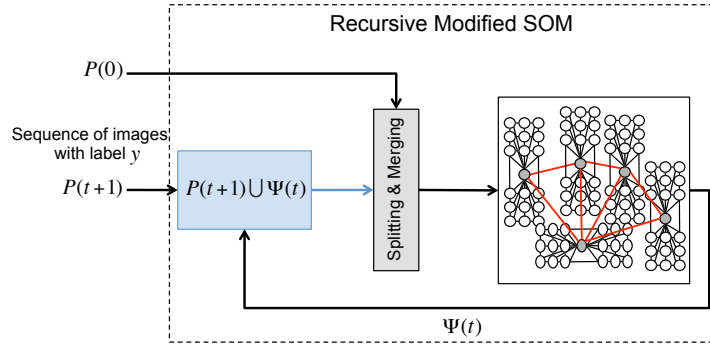 Recursive Modified SOM
P(0)
Sequence of images
with label y
P(t+1)
P(t+1)⋃Ψ(t)
Splitting & Merging
Ψ(t)